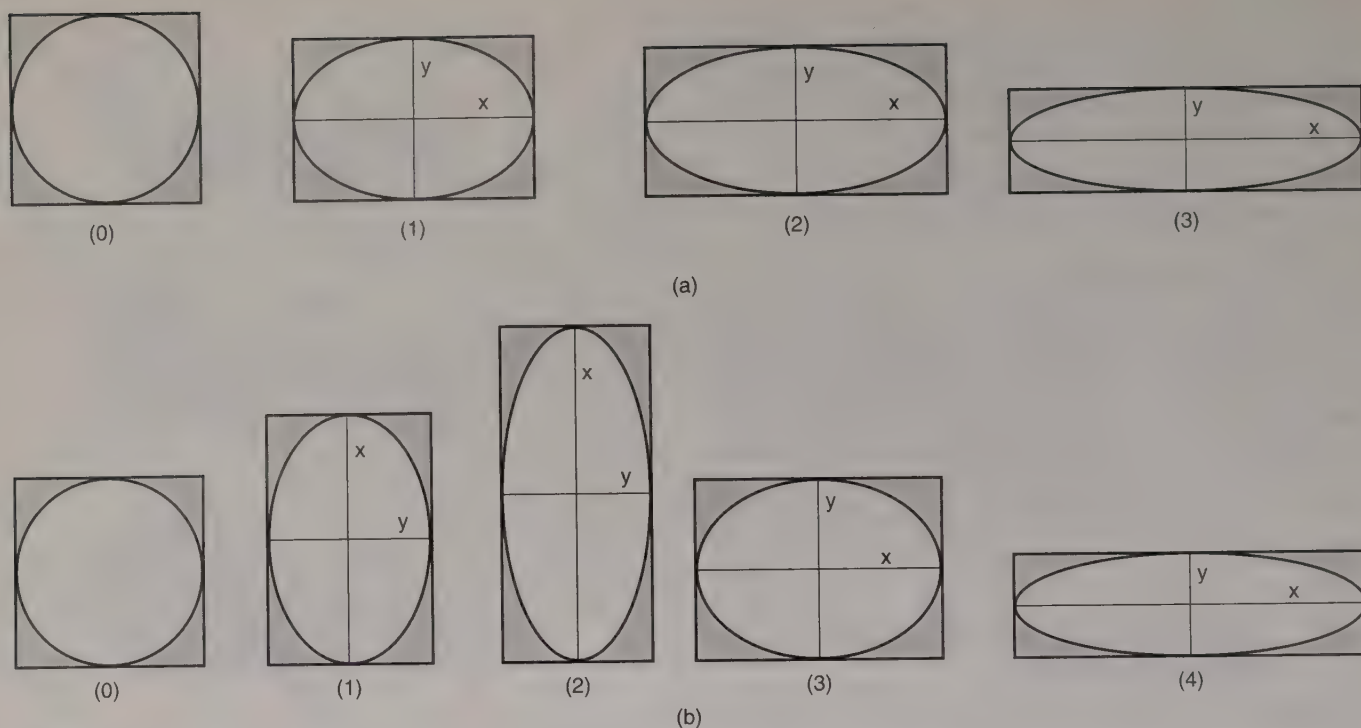 y
x
y
x
y
x
(0)
(1)
(2)
(3)
(a)
x
y
x
y
y
x
y
x
(0)
(1)
(2)
(3)
(4)
(b)